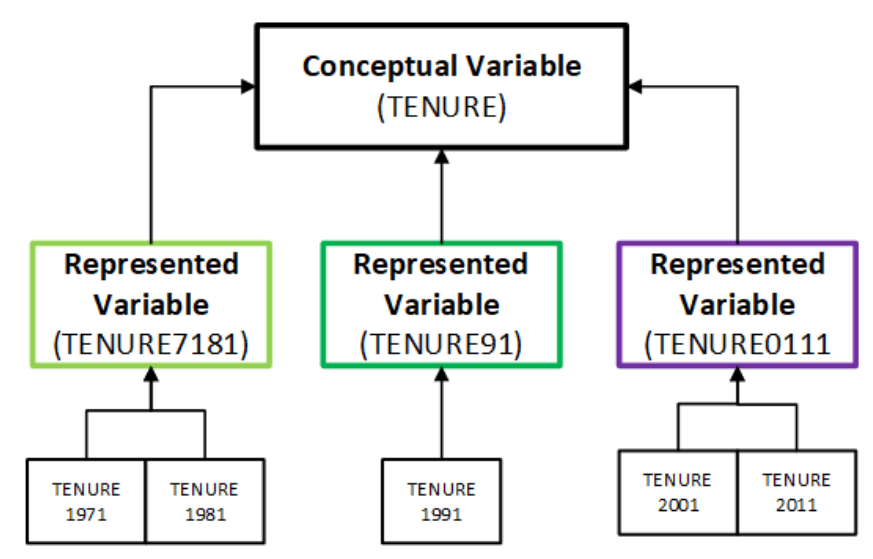 Conceptual Variable
(TENURE)
Represented
Variable
(TENURE7181)
Represented
Variable
(TENURE91)
Represented
Variable
(TENURE0111
TENURE
1971
TENURE
1981
TENURE
1991
TENURE
2001
TENURE
2011